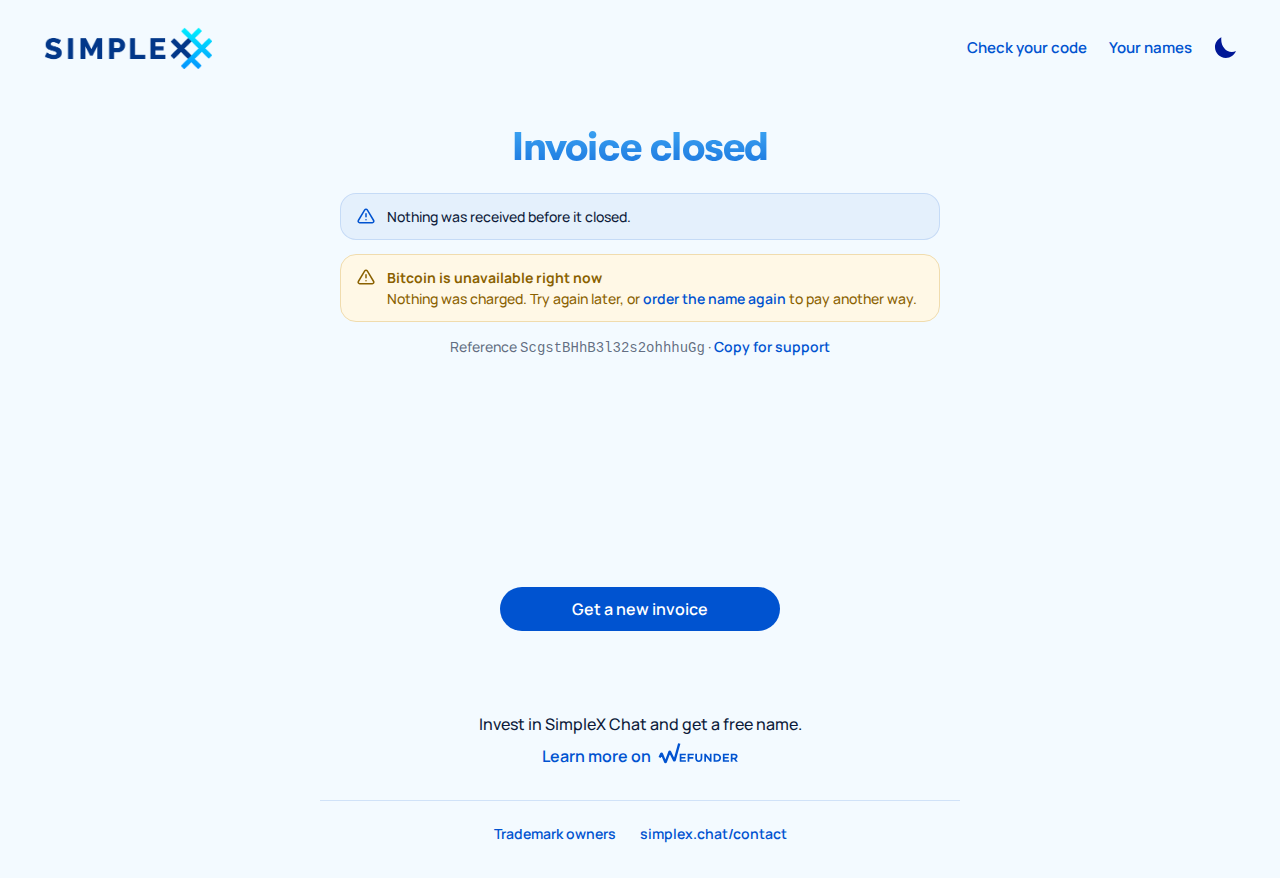 SIMPLEX
Check your code
Your names
Invoice closed
Nothing was received before it closed.
Bitcoin is unavailable right now
Nothing was charged. Try again later, or order the name again to pay another way.
Reference ScgstBHhB3l32s2ohhhuGg · Copy for support
Get a new invoice
Invest in SimpleX Chat and get a free name.
Learn more on WEFUNDER
Trademark owners
simplex.chat/contact